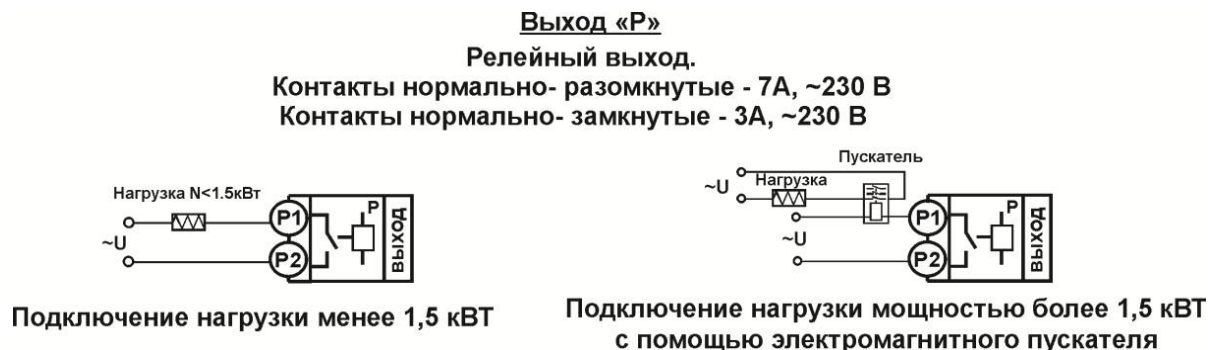 Выход «Р»
Релейный выход.
Контакты нормально- разомкнутые - 7А, ~230 В
Контакты нормально- замкнутые - 3А, ~230 В
Нагрузка N<1.5кВт
~U
P1
P2
P
ВЫХОД
Подключение нагрузки менее 1,5 кВТ
Пускатель
~U
Нагрузка
~U
P1
P2
P
ВЫХОД
Подключение нагрузки мощностью более 1,5 кВТ
с помощью электромагнитного пускателя